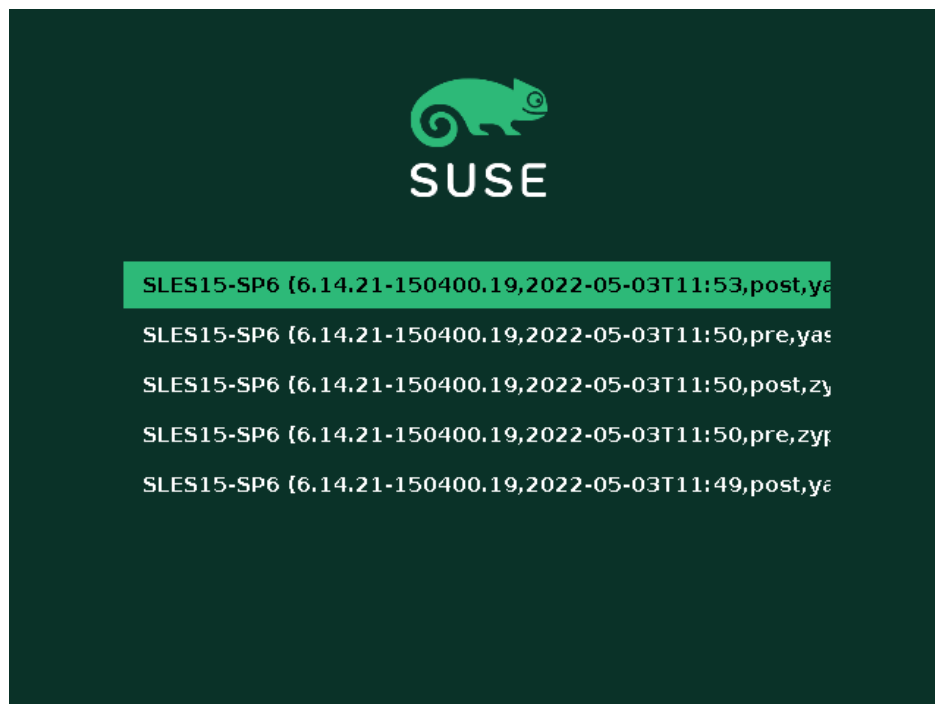 SUSE
SLES15-SP6 (6.14.21-150400.19,2022-05-03T11:53,post,ya
SLES15-SP6 (6.14.21-150400.19,2022-05-03T11:50,pre,yas
SLES15-SP6 (6.14.21-150400.19,2022-05-03T11:50,post,zy
SLES15-SP6 (6.14.21-150400.19,2022-05-03T11:50,pre,zyp
SLES15-SP6 (6.14.21-150400.19,2022-05-03T11:49,post,ya